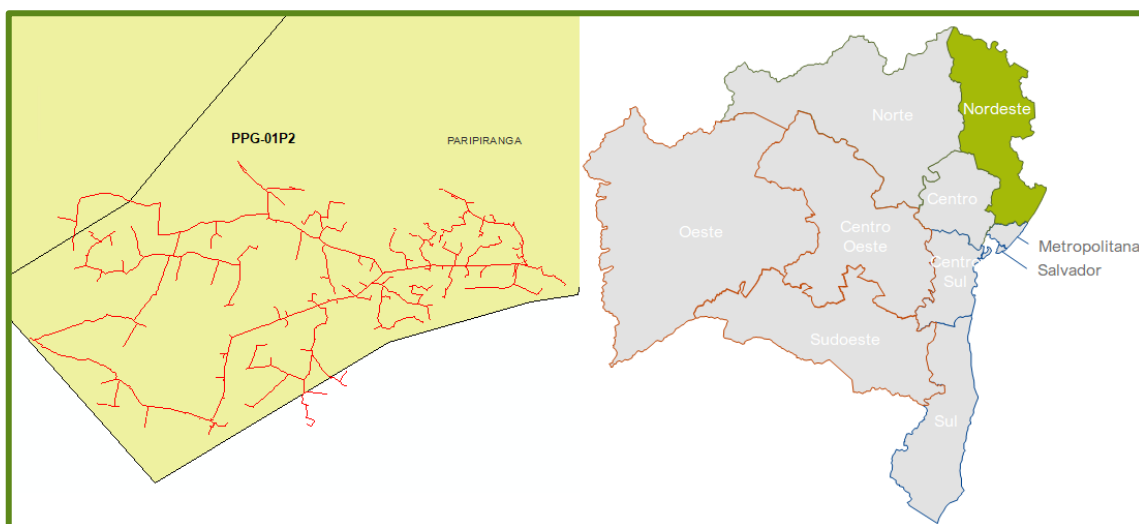 PPG-01P2
PARIPIRANGA
Nordeste
Norte
Centro
Oeste
Centro
Oeste
Centro
Sul
Metropolitana
Salvador
Sudoeste
Sul